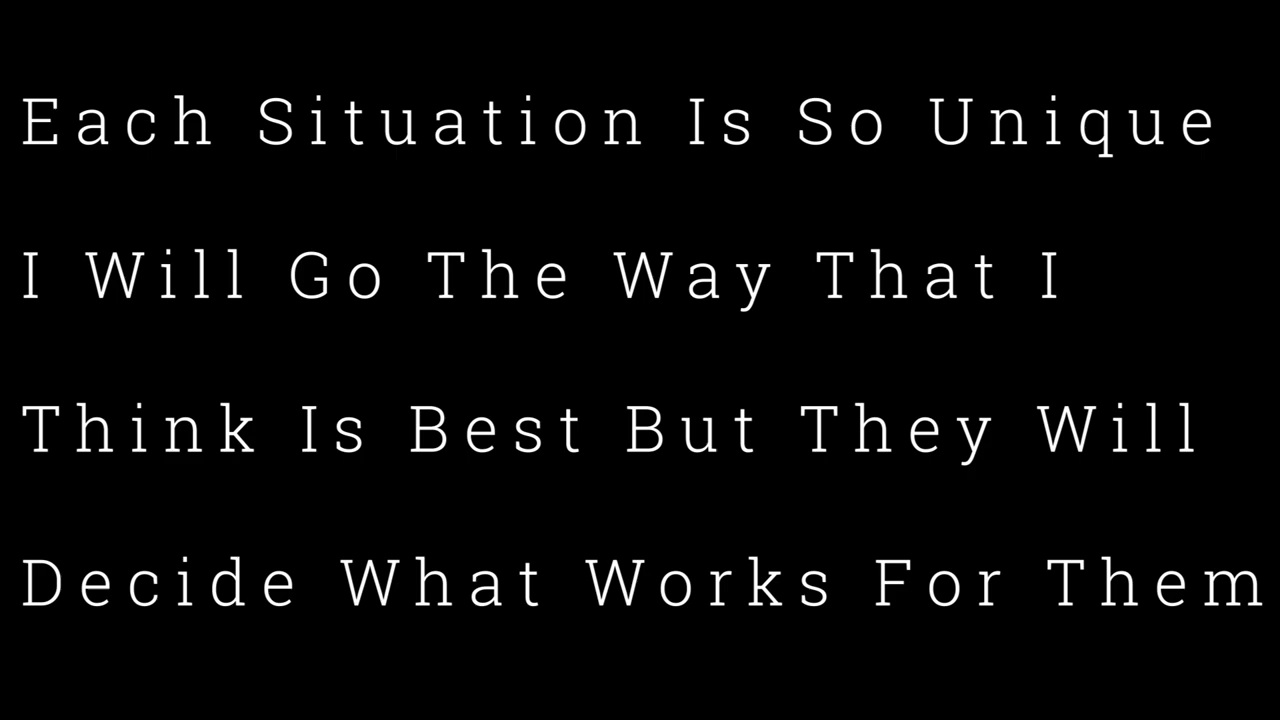 Each Situation Is So Unique
I Will Go The Way That I
Think Is Best But They Will
Decide What Works For Them